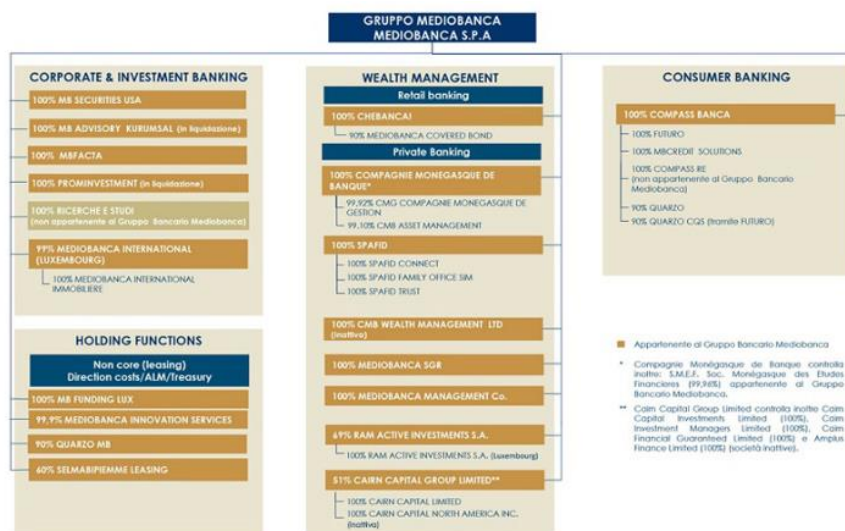 GRUPPO MEDIOBANCA
MEDIOBANCA S.P.A
CORPORATE & INVESTMENT BANKING
100% MB SECURITIES USA
100% MB ADVISORY KURUMSAL (in liquidazione)
100% MBFACTA
100% PROMINVESTMENT (in liquidazione)
100% RICERCHE E STUDI
(non appartenente al Gruppo Bancario Mediobanca)
99% MEDIOBANCA INTERNATIONAL
(LUXEMBOURG)
100% MEDIOBANCA INTERNATIONAL
IMMOBILIERE
HOLDING FUNCTIONS
Non core (leasing)
Direction costs/ALM/Treasury
100% MB FUNDING LUX
99,9% MEDIOBANCA INNOVATION SERVICES
90% QUARZO MB
60% SELMABIPIEMME LEASING
WEALTH MANAGEMENT
Retail banking
100% CHEBANCA!
90% MEDIOBANCA COVERED BOND
Private Banking
100% COMPAGNIE MONEGASQUE DE
BANQUE*
99,92% CMG COMPAGNIE MONEGASQUE DE
GESTION
99,10% CMB ASSET MANAGEMENT
100% SPAFID
100% SPAFID CONNECT
100% SPAFID FAMILY OFFICE SIM
100% SPAFID TRUST
100% CMB WEALTH MANAGEMENT LTD
(inattiva)
100% MEDIOBANCA SGR
100% MEDIOBANCA MANAGEMENT Co.
69% RAM ACTIVE INVESTMENTS S.A.
100% RAM ACTIVE INVESTMENTS S.A. (Luxembourg)
51% CAIRN CAPITAL GROUP LIMITED**
100% CAIRN CAPITAL LIMITED
100% CAIRN CAPITAL NORTH AMERICA INC.
(inattiva)
CONSUMER BANKING
100% COMPASS BANCA
100% FUTURO
100% MBCREDIT SOLUTIONS
100% COMPASS RE
(non appartenente al Gruppo Bancario
Mediobanca)
90% QUARZO
90% QUARZO CQS (tramite FUTURO)
Appartenente al Gruppo Bancario Mediobanca
* Compagnie Monégasque de Banque controlla
inoltre: S.M.E.F. Soc. Monégasque des Etudes
Financieres (99,96%) appartenente al Gruppo
Bancario Mediobanca.
** Cairn Capital Group Limited controlla inoltre Cairn
Capital Investments Limited (100%), Cairn
Investment Managers Limited (100%), Cairn
Financial Guaranteed Limited (100%) e Amplus
Finance Limited (100%) (società inattive).